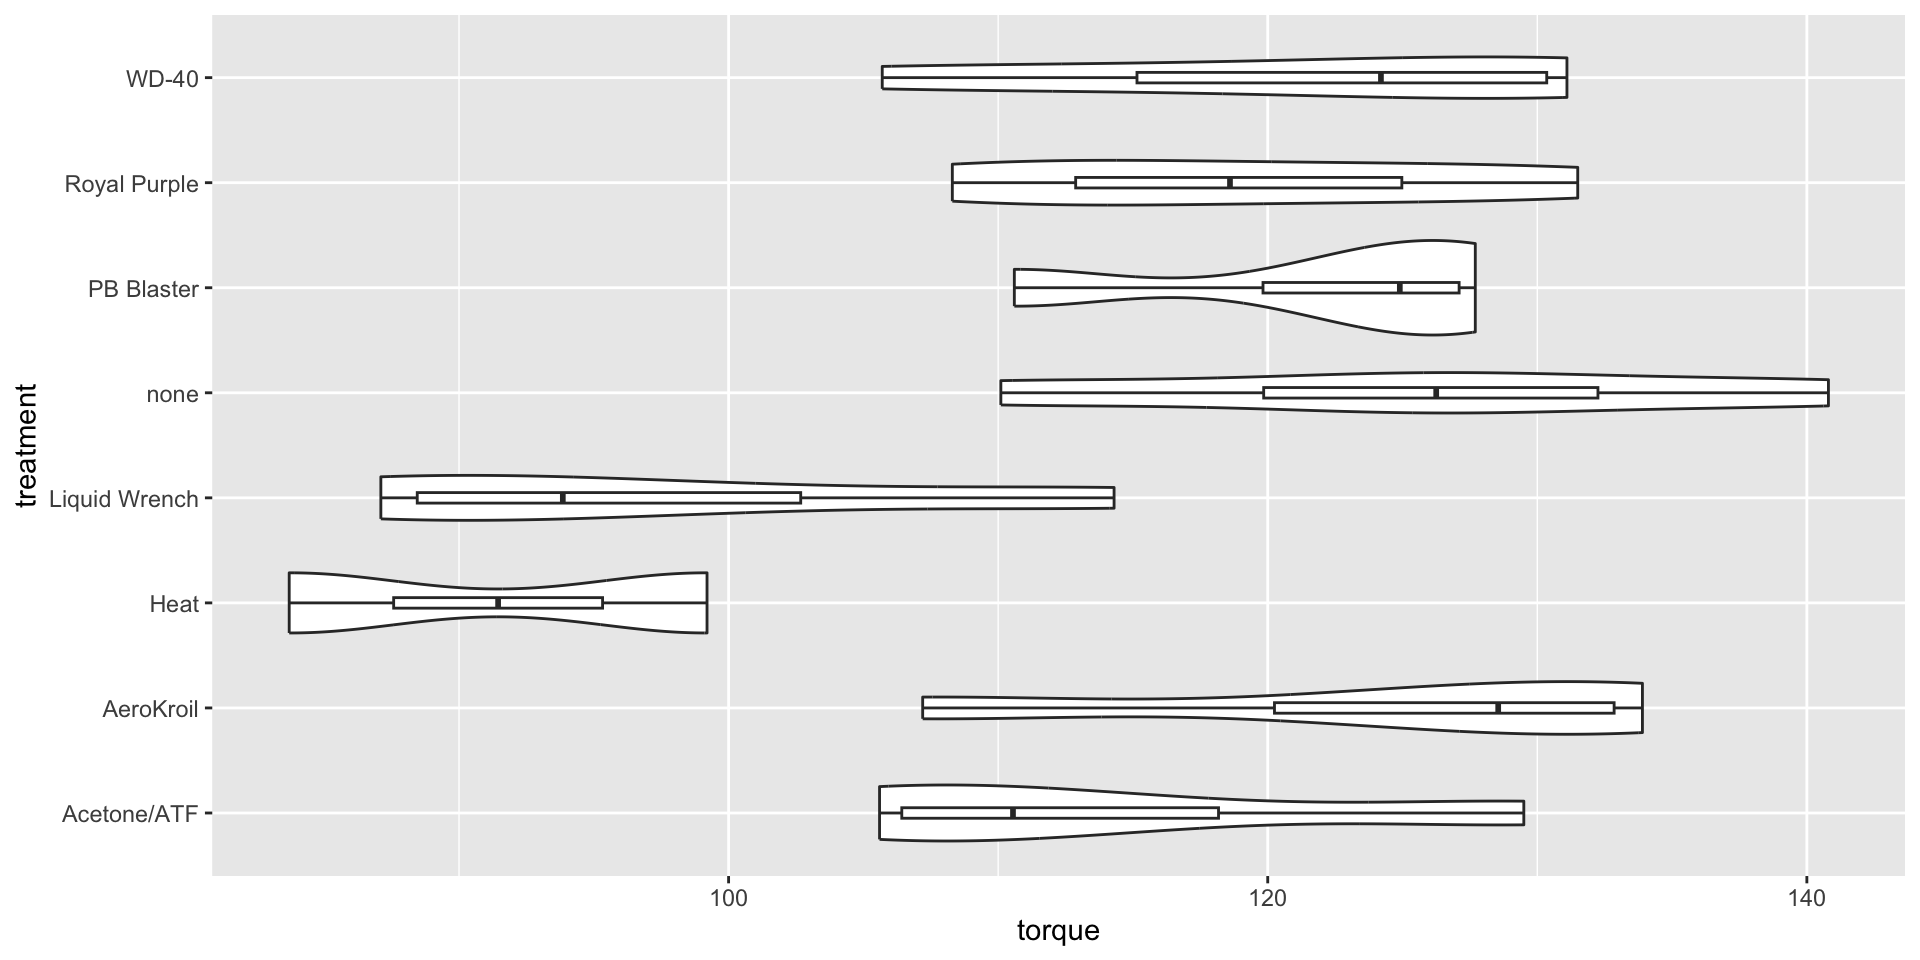 WD-40
Royal Purple
PB Blaster
none
Liquid Wrench
Heat
AeroKroil
Acetone/ATF
treatment
100
120
140
torque